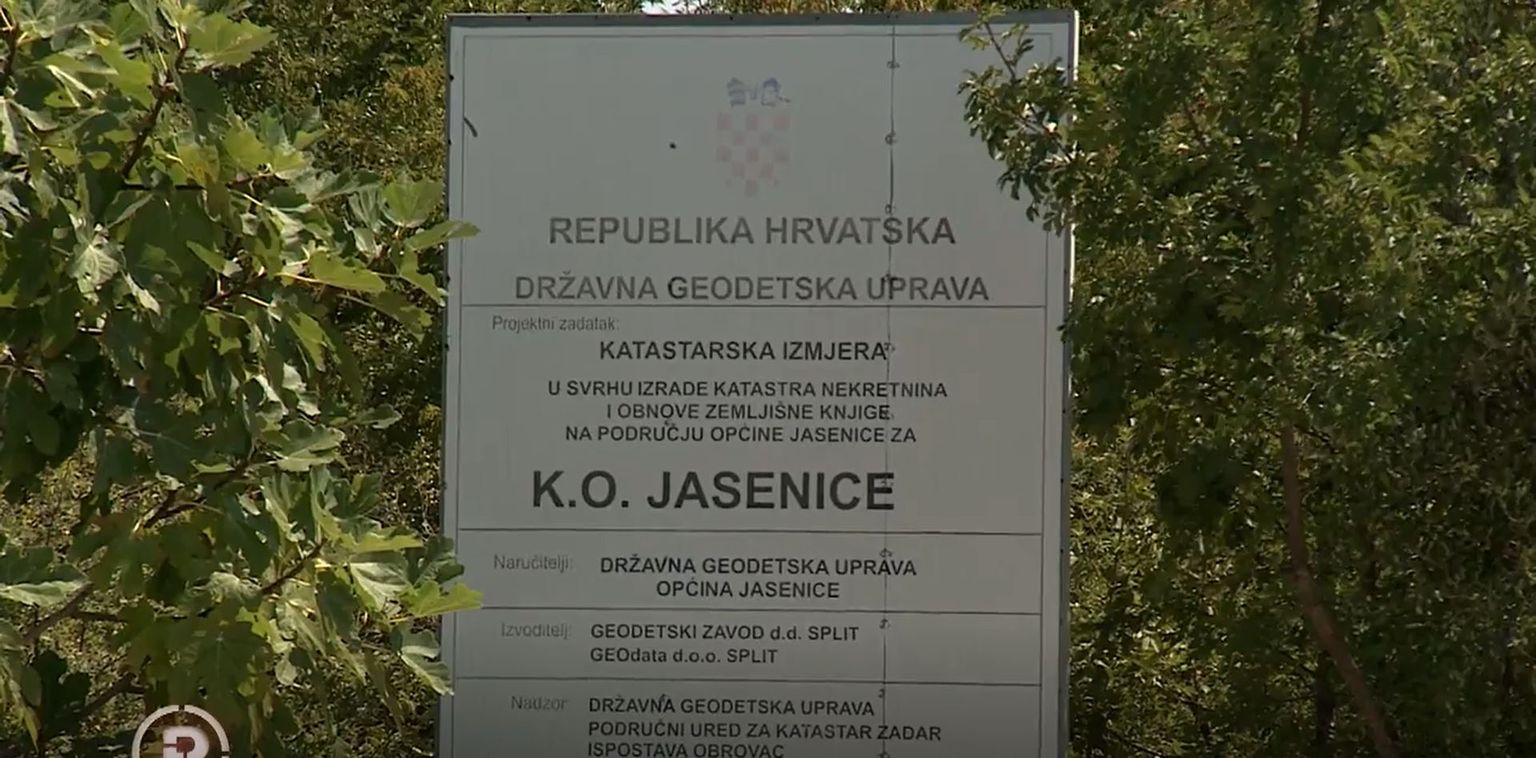 REPUBLIKA HRVATSKA
DRŽAVNA GEODETSKA UPRAVA
Projektni zadatak:
KATASTARSKA IZMJERA
U SVRHU IZRADE KATASTRA NEKRETNINA
I OBNOVE ZEMLJIŠNE KNJIGE
NA PODRUČJU OPĆINE JASENICE ZA
K.O. JASENICE
Naručitelji: DRŽAVNA GEODETSKA UPRAVA
OPĆINA JASENICE
Izvoditelj: GEODETSKI ZAVOD d.d. SPLIT
GEOdata d.o.o. SPLIT
Nadzor: DRŽAVNA GEODETSKA UPRAVA
PODRUČNI URED ZA KATASTAR ZADAR
ISPOSTAVA OBROVAC